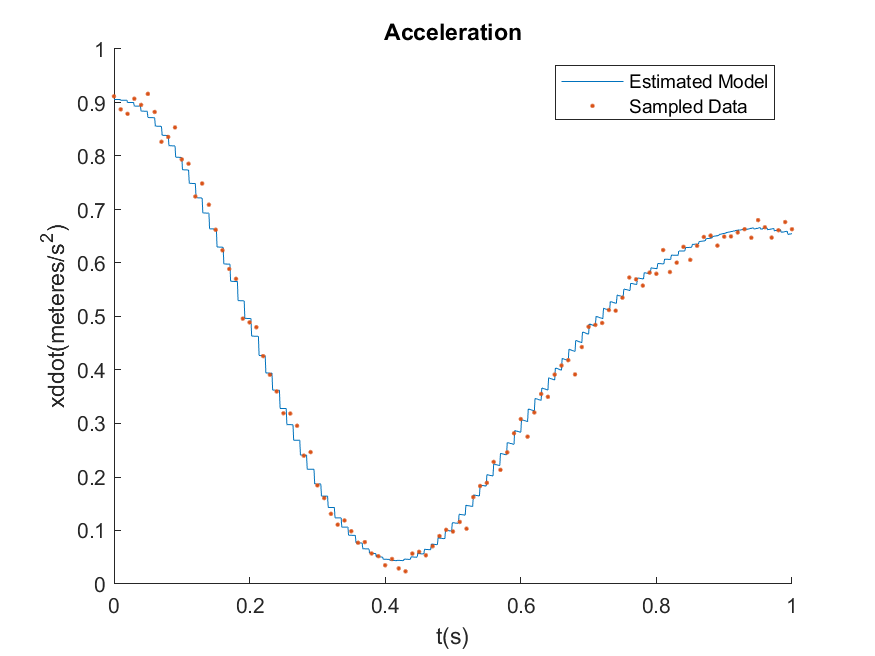 Acceleration
Estimated Model
Sampled Data
1
0.9
0.8
0.7
0.6
0.5
0.4
0.3
0.2
0.1
0
xddot(meteres/s^2)
0 0.2 0.4 0.6 0.8 1
t(s)